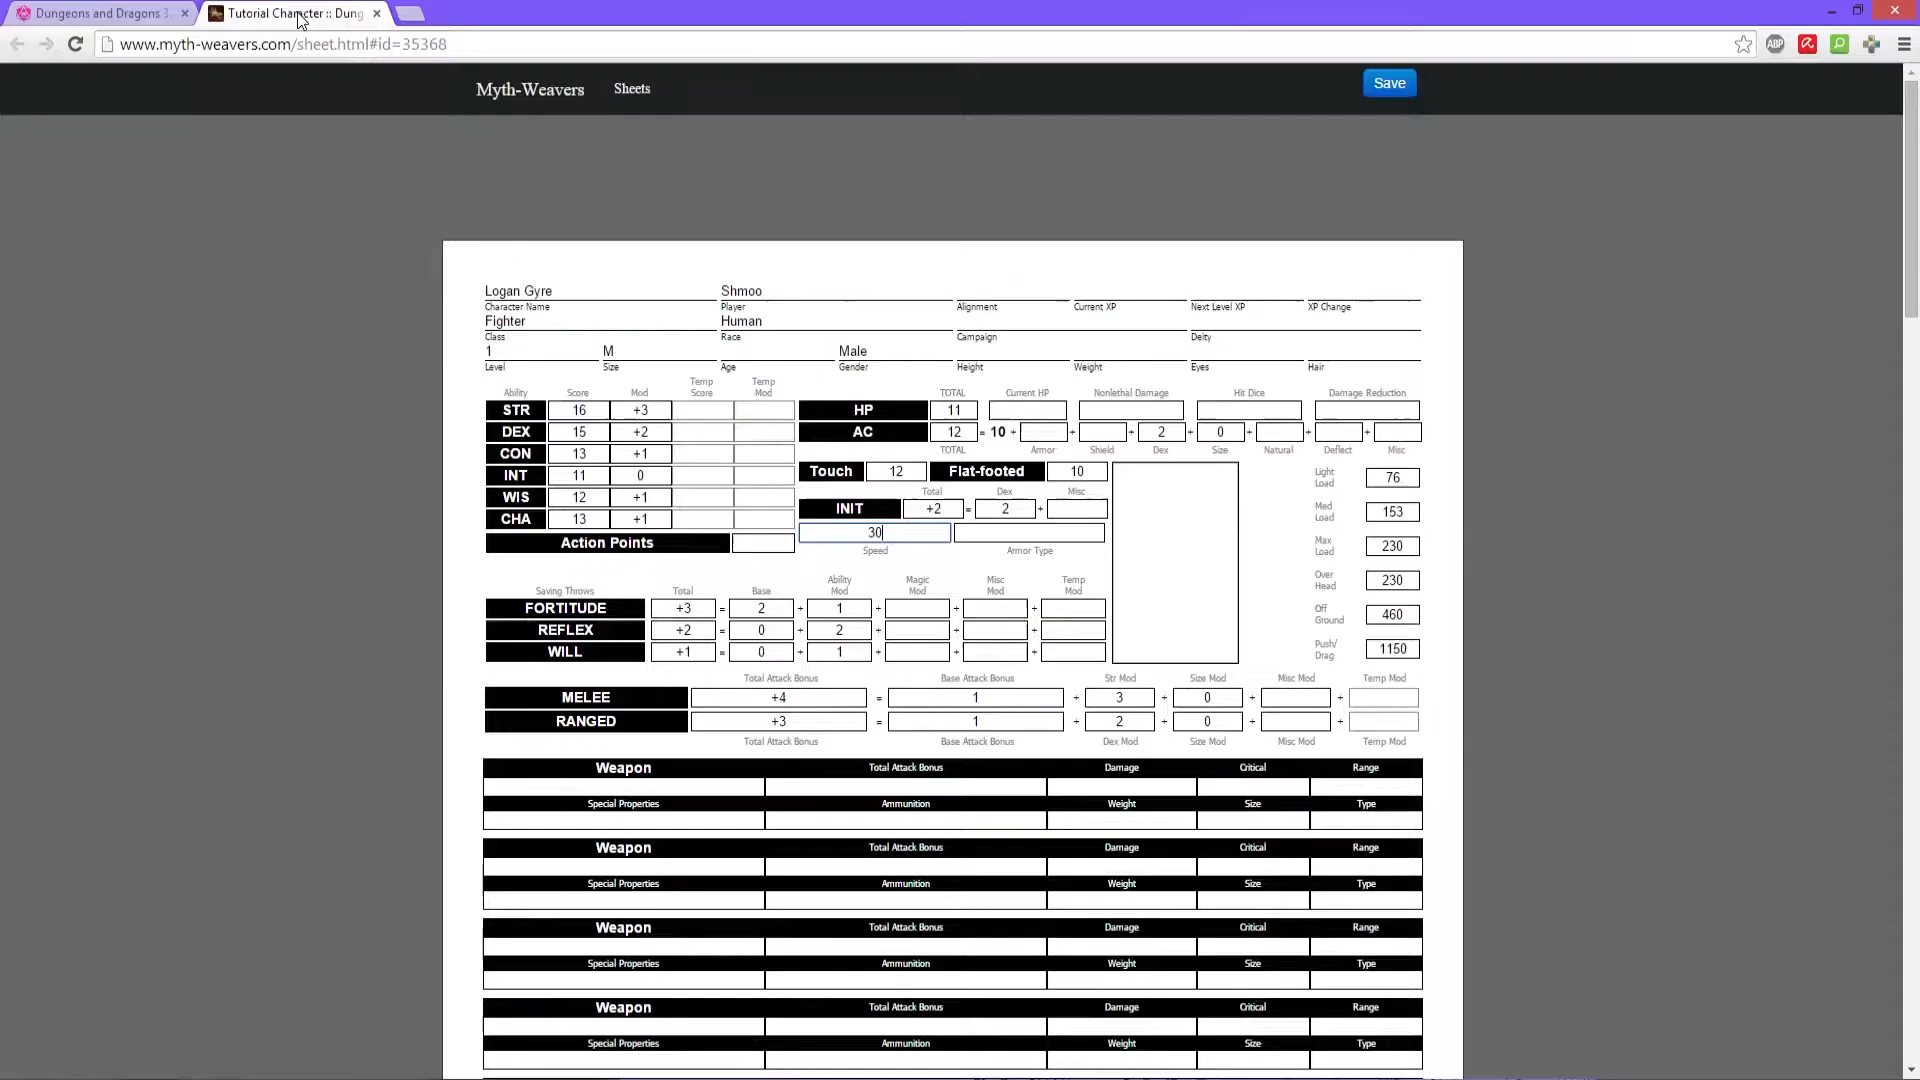 Dungeons and Dragons 3.
Tutorial Character :: Dung
www.myth-weavers.com/sheet.html#id=35368
ABP
Myth-Weavers Sheets Save
Logan Gyre Shmoo
Character Name Player Alignment Current XP Next Level XP XP Change
Fighter Human
Class Race Campaign Deity
1 M Male
Level Size Age Gender Height Weight Eyes Hair
Ability Score Mod Temp Score Temp Mod TOTAL Current HP Nonlethal Damage Hit Dice Damage Reduction
STR 16 +3 HP 11
DEX 15 +2 AC 12 = 10 + + + 2 + 0 + + +
CON 13 +1 TOTAL Armor Shield Dex Size Natural Deflect Misc
INT 11 0 Touch 12 Flat-footed 10 Light Load 76
WIS 12 +1 Total Dex Misc
INIT +2 = 2 + Med Load 153
CHA 13 +1
30
Action Points Speed Armor Type Max Load 230
Over Head 230
Saving Throws Total Base Ability Mod Magic Mod Misc Mod Temp Mod
FORTITUDE +3 = 2 + 1 + + + Off Ground 460
REFLEX +2 = 0 + 2 + + +
WILL +1 = 0 + 1 + + + Push/ Drag 1150
Total Attack Bonus Base Attack Bonus Str Mod Size Mod Misc Mod Temp Mod
MELEE +4 = 1 + 3 + 0 + +
RANGED +3 = 1 + 2 + 0 + +
Total Attack Bonus Base Attack Bonus Dex Mod Size Mod Misc Mod Temp Mod
Weapon Total Attack Bonus Damage Critical Range
Special Properties Ammunition Weight Size Type
Weapon Total Attack Bonus Damage Critical Range
Special Properties Ammunition Weight Size Type
Weapon Total Attack Bonus Damage Critical Range
Special Properties Ammunition Weight Size Type
Weapon Total Attack Bonus Damage Critical Range
Special Properties Ammunition Weight Size Type